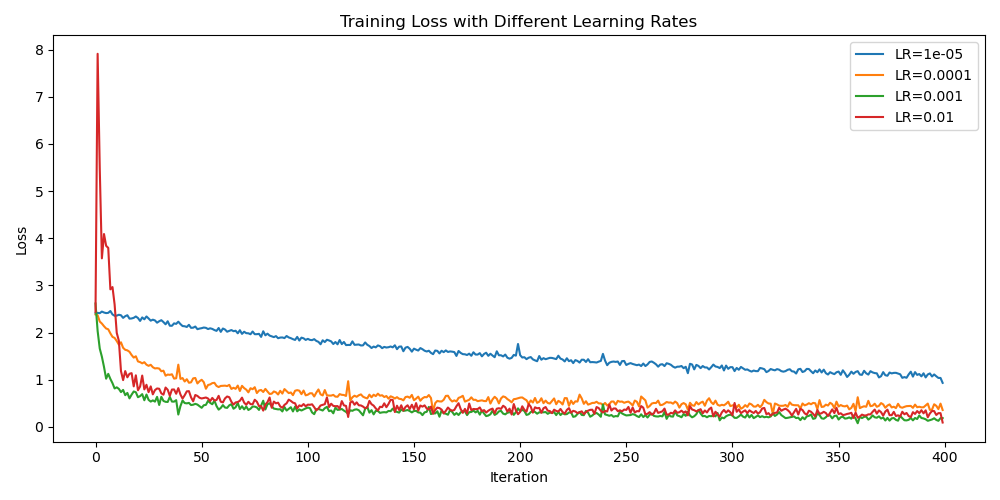 Training Loss with Different Learning Rates
LR=1e-05
LR=0.0001
LR=0.001
LR=0.01
8
7
6
5
4
3
2
1
0
Loss
0 50 100 150 200 250 300 350 400
Iteration